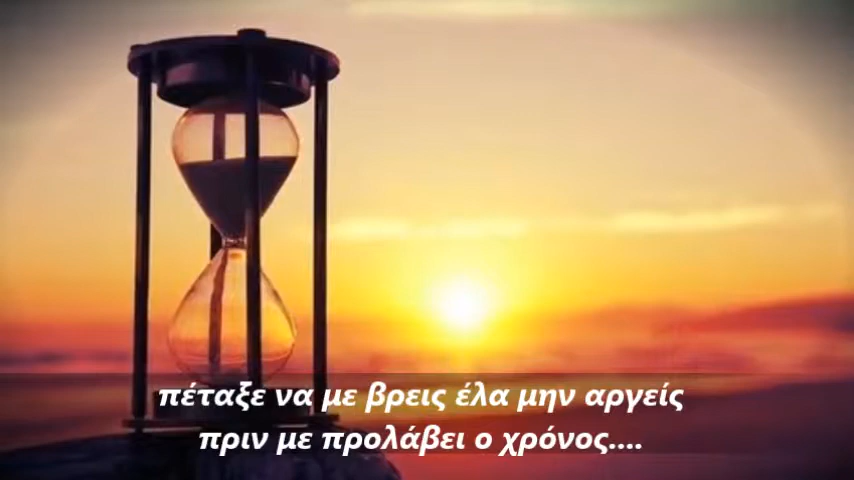 πέταξε να με βρεις έλα μην αργείς
πριν με προλάβει ο χρόνος....